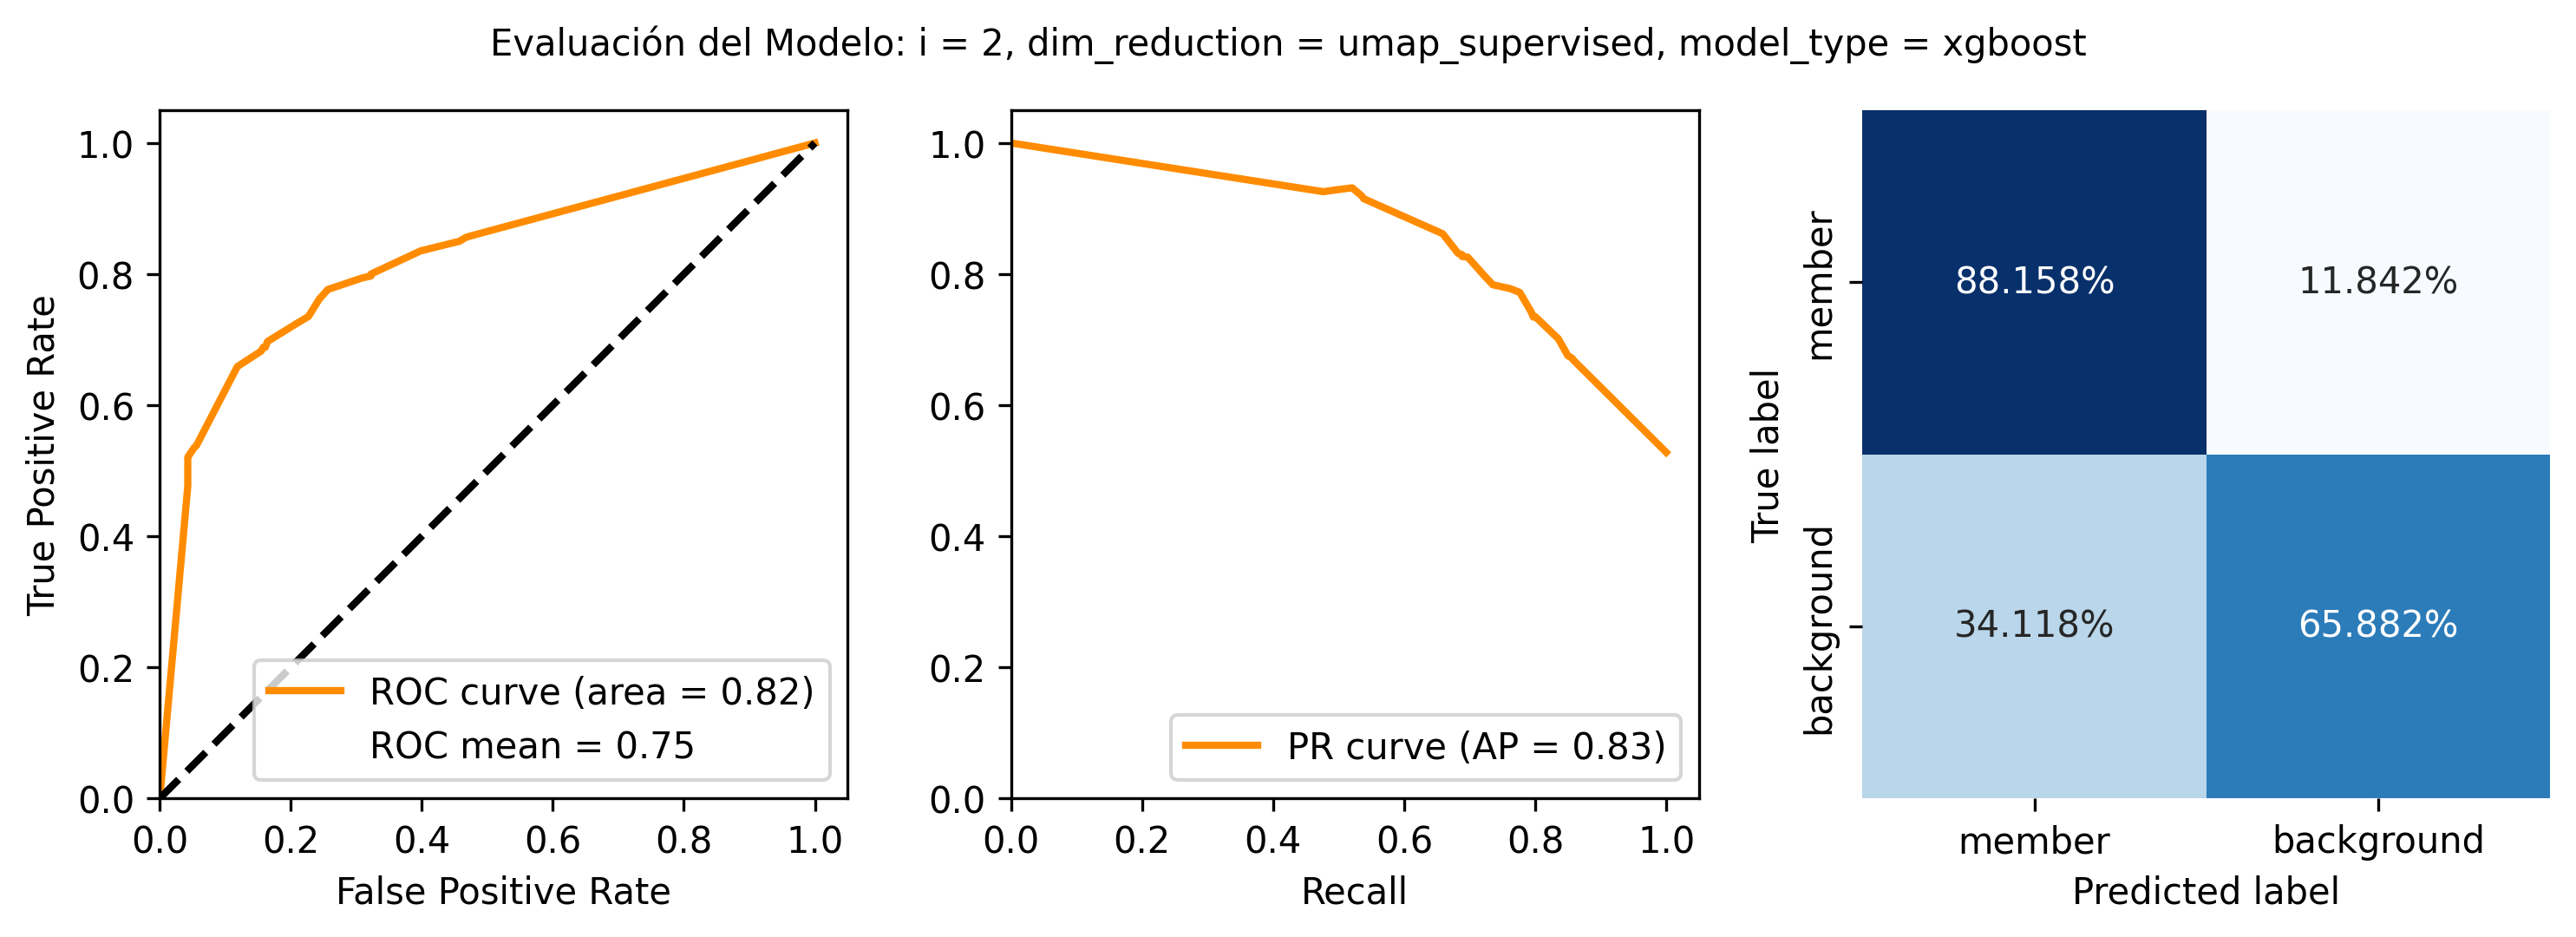 Evaluación del Modelo: i = 2, dim_reduction = umap_supervised, model_type = xgboost
True Positive Rate
1.0
0.8
0.6
0.4
0.2
0.0
0.0 0.2 0.4 0.6 0.8 1.0
False Positive Rate
ROC curve (area = 0.82)
ROC mean = 0.75
1.0
0.8
0.6
0.4
0.2
0.0
0.0 0.2 0.4 0.6 0.8 1.0
Recall
PR curve (AP = 0.83)
True label
member
background
88.158% 11.842%
34.118% 65.882%
member background
Predicted label